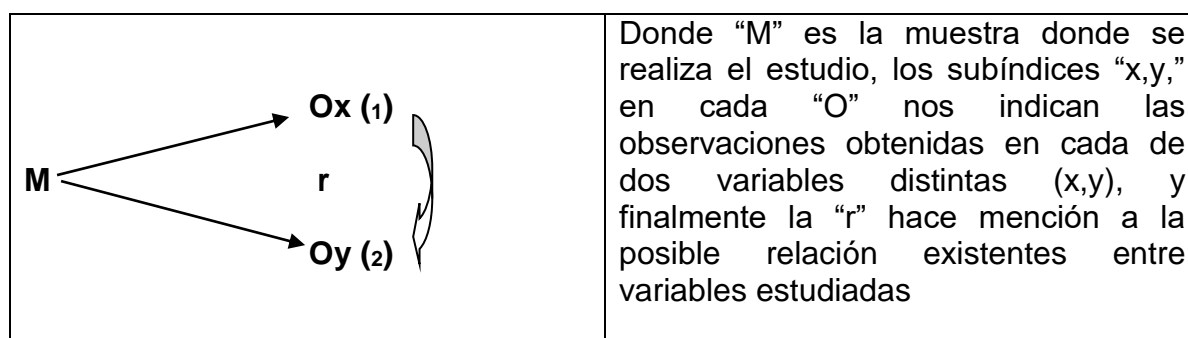 Ox (1)
M
r
Oy (2)
Donde “M” es la muestra donde se
realiza el estudio, los subíndices “x,y,”
en cada “O” nos indican las
observaciones obtenidas en cada de
dos variables distintas (x,y), y
finalmente la “r” hace mención a la
posible relación existentes entre
variables estudiadas